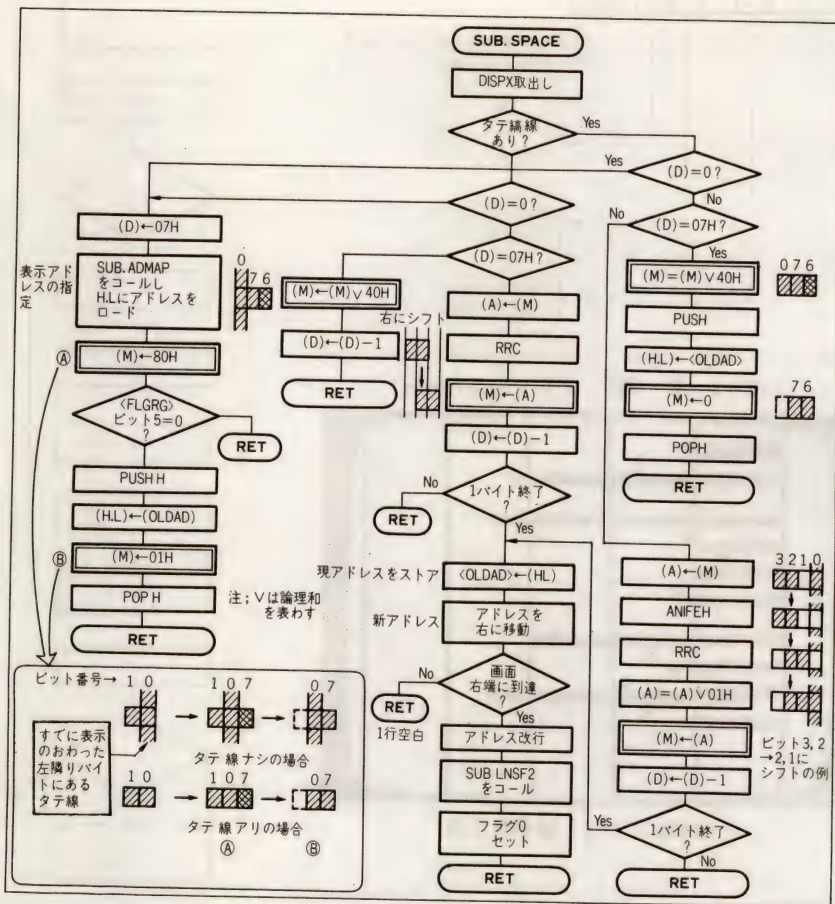 SUB. SPACE
DISPX取出し
タテ縞線
あり?
Yes
Yes
(D)=0?
No
(D)=0?
No
(D)=07H?
Yes
(D)=07H?
(D)←07H
表示アド
レスの指
定
SUB. ADMAP
をコールし
H.Lにアドレスを
ロード
0
7 6
(M)←(M)∨40H
(D)←(D)-1
RET
右にシフト
(A)←(M)
RRC
(M)←(A)
(D)←(D)-1
1バイト終了
?
No
RET
Yes
(M)=(M)∨40H
0 7 6
PUSH
(H.L)←<OLDAD>
(M)←0
7 6
POPH
RET
Ⓐ
(M)←80H
<FLGRG>
ビット5=0
?
RET
PUSH H
(H.L)←(OLDAD)
Ⓑ
(M)←01H
POP H
RET
注;∨は論理和
を表わす
現アドレスをストア
<OLDAD>←(HL)
新アドレス
アドレスを
右に移動
画面
右端に到達
?
No
RET
1行空白
Yes
アドレス改行
SUB LNSF2
をコール
フラグ0
セット
RET
(A)←(M)
3 2 1 0
ANIFEH
RRC
(A)=(A)∨01H
(M)←(A)
ビット3, 2
→2, 1に
シフトの例
(D)←(D)-1
1バイト終了
?
Yes
No
RET
ビット番号→
1 0
1 0 7
0 7
すでに表示
のおわった
左隣りバイ
トにある
タテ線
タテ線ナシの場合
1 0
1 0 7
0 7
タテ線アリの場合
Ⓐ
Ⓑ